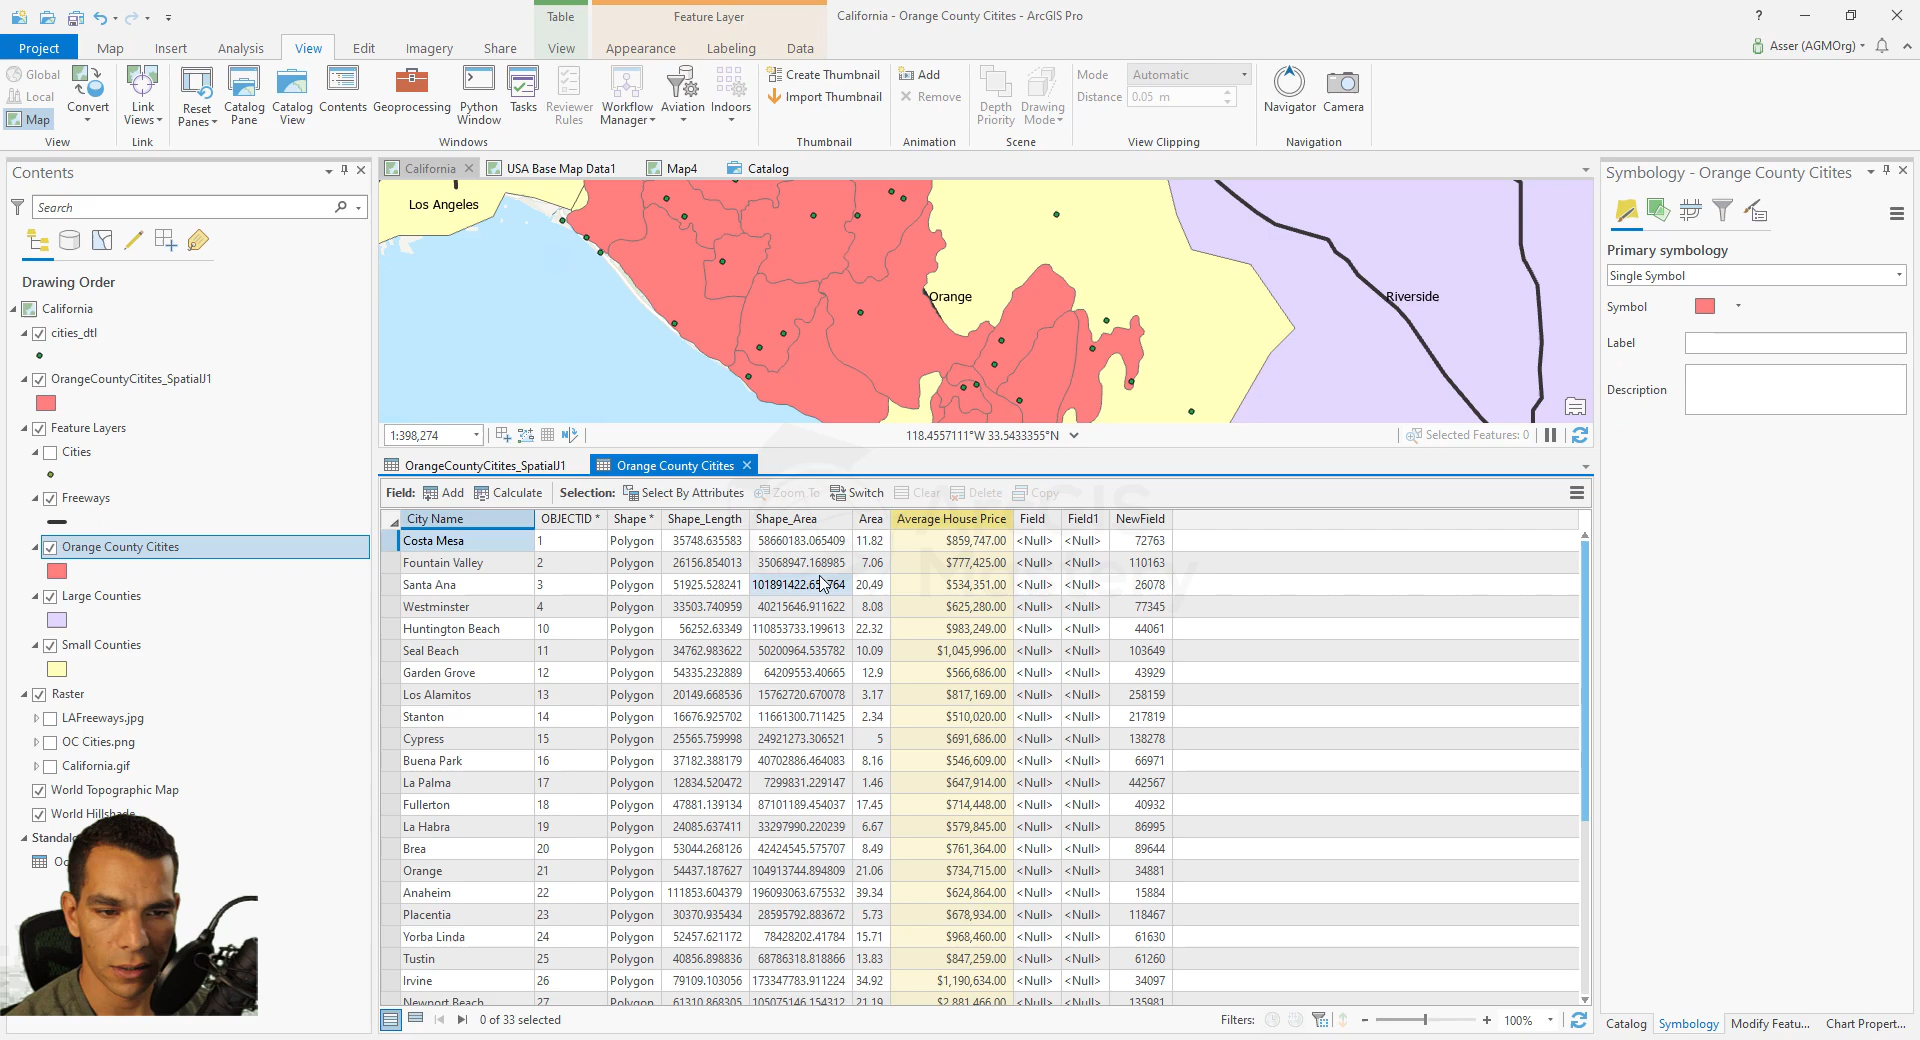 California - Orange County Citites - ArcGIS Pro
Table
Feature Layer
Project Map Insert Analysis View Edit Imagery Share View Appearance Labeling Data
Asser (AGMOrg)
Global
Local
Map
Convert
View
Link Views
Link
Reset Panes
Catalog Pane
Catalog View
Contents
Geoprocessing
Python Window
Tasks
Reviewer Rules
Workflow Manager
Aviation
Indoors
Windows
Create Thumbnail
Import Thumbnail
Thumbnail
Add
Remove
Animation
Depth Priority
Drawing Mode
Scene
Mode Automatic
Distance 0.05 m
View Clipping
Navigator
Camera
Navigation
Contents
Search
Drawing Order
California
cities_dtl
OrangeCountyCitites_SpatialJ1
Feature Layers
Cities
Freeways
Orange County Citites
Large Counties
Small Counties
Raster
LAFreeways.jpg
OC Cities.png
California.gif
World Topographic Map
World Hillshade
California USA Base Map Data1 Map4 Catalog
Los Angeles
Orange
Riverside
1:398,274
118.4557111°W 33.5433355°N
Selected Features: 0
OrangeCountyCitites_SpatialJ1 Orange County Citites
Field: Add Calculate Selection: Select By Attributes Zoom To Switch Clear Delete Copy
ArcGIS
City Name OBJECTID * Shape * Shape_Length Shape_Area Area Average House Price Field Field1 NewField
Costa Mesa 1 Polygon 35748.635583 58660183.065409 11.82 $859,747.00 <Null> <Null> 72763
Fountain Valley 2 Polygon 26156.854013 35068947.168985 7.06 $777,425.00 <Null> <Null> 110163
Santa Ana 3 Polygon 51925.528241 20.49 $534,351.00 <Null> <Null> 26078
Westminster 4 Polygon 33503.740959 40215646.911622 8.08 $625,280.00 <Null> <Null> 77345
Huntington Beach 10 Polygon 56252.63349 110853733.199613 22.32 $983,249.00 <Null> <Null> 44061
Seal Beach 11 Polygon 34762.983622 50200964.535782 10.09 $1,045,996.00 <Null> <Null> 103649
Garden Grove 12 Polygon 54335.232889 64209553.40665 12.9 $566,686.00 <Null> <Null> 43929
Los Alamitos 13 Polygon 20149.668536 15762720.670078 3.17 $817,169.00 <Null> <Null> 258159
Stanton 14 Polygon 16676.925702 11661300.711425 2.34 $510,020.00 <Null> <Null> 217819
Cypress 15 Polygon 25565.759998 24921273.306521 5 $691,686.00 <Null> <Null> 138278
Buena Park 16 Polygon 37182.388179 40702886.464083 8.16 $546,609.00 <Null> <Null> 66971
La Palma 17 Polygon 12834.520472 7299831.229147 1.46 $647,914.00 <Null> <Null> 442567
Fullerton 18 Polygon 47881.139134 87101189.454037 17.45 $714,448.00 <Null> <Null> 40932
La Habra 19 Polygon 24085.637411 33297990.220239 6.67 $579,845.00 <Null> <Null> 86995
Brea 20 Polygon 53044.268126 42424545.575707 8.49 $761,364.00 <Null> <Null> 89644
Orange 21 Polygon 54437.187627 104913744.894809 21.06 $734,715.00 <Null> <Null> 34881
Anaheim 22 Polygon 111853.604379 196093063.675532 39.34 $624,864.00 <Null> <Null> 15884
Placentia 23 Polygon 30370.935434 28595792.883672 5.73 $678,934.00 <Null> <Null> 118467
Yorba Linda 24 Polygon 52457.621172 78428202.41784 15.71 $968,460.00 <Null> <Null> 61630
Tustin 25 Polygon 40856.898836 68786318.818866 13.83 $847,259.00 <Null> <Null> 61260
Irvine 26 Polygon 79109.103056 173347783.911224 34.92 $1,190,634.00 <Null> <Null> 34097
Newport Beach 27 Polygon 61310.868305 105075146.154312 21.19 $2,881,466.00 <Null> <Null> 135981
0 of 33 selected
Filters:
100%
Symbology - Orange County Citites
Primary symbology
Single Symbol
Symbol
Label
Description
Catalog Symbology Modify Featu... Chart Propert...